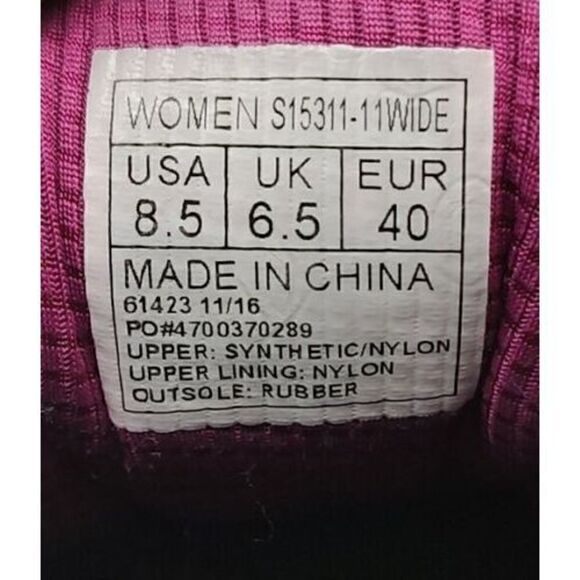 WOMEN S15311-11WIDE
USA UK EUR
8.5 6.5 40
MADE IN CHINA
61423 11/16
PO#4700370289
UPPER: SYNTHETIC/NYLON
UPPER LINING: NYLON
OUTSOLE: RUBBER